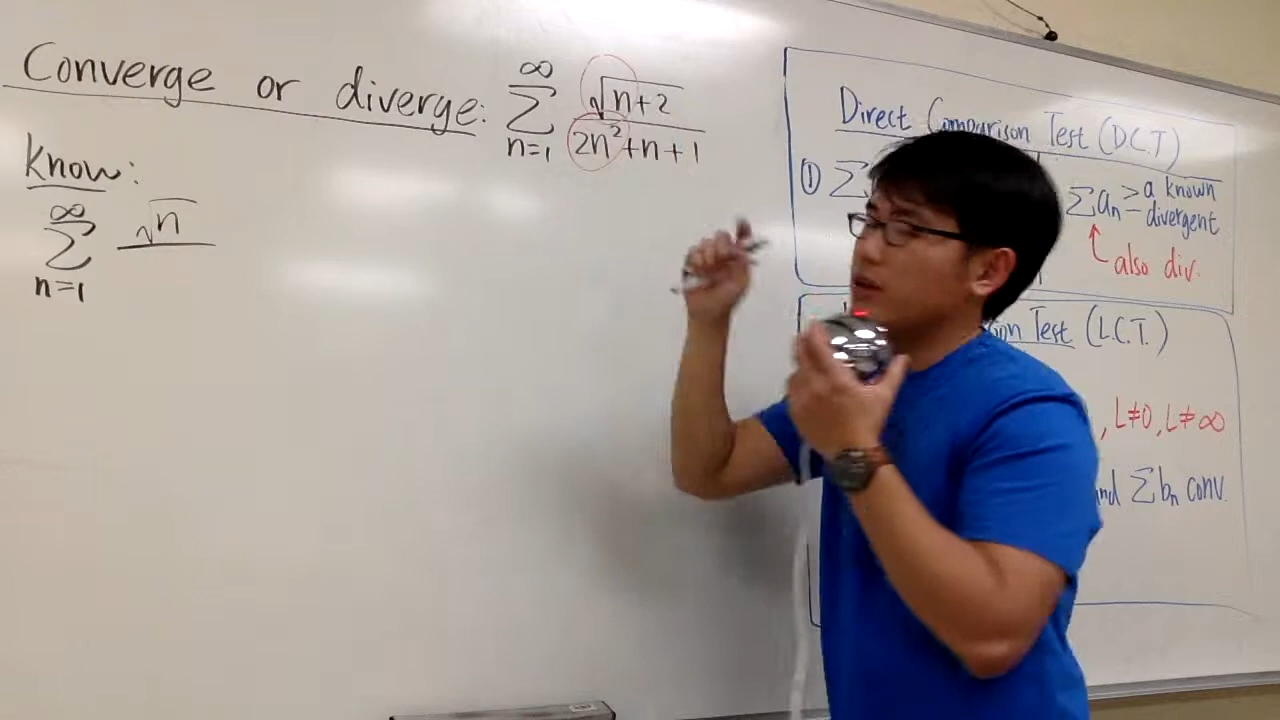 Converge or diverge: ∞ Σ n=1 √(n+2) / (2n²+n+1)
Know:
∞ Σ n=1 √n
Direct Comparison Test (D.C.T)
① Σ
Σ aₙ ≥ a known divergent
also div.
Test (L.C.T.)
, L≠0, L≠∞
and Σ bₙ conv.